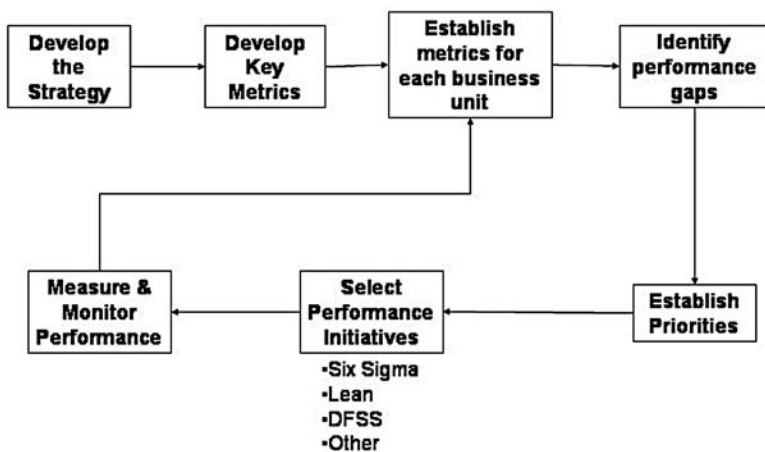 Develop
the
Strategy
Develop
Key
Metrics
Establish
metrics for
each business
unit
Identify
performance
gaps
Establish
Priorities
Select
Performance
Initiatives
▪Six Sigma
▪Lean
▪DFSS
▪Other
Measure &
Monitor
Performance